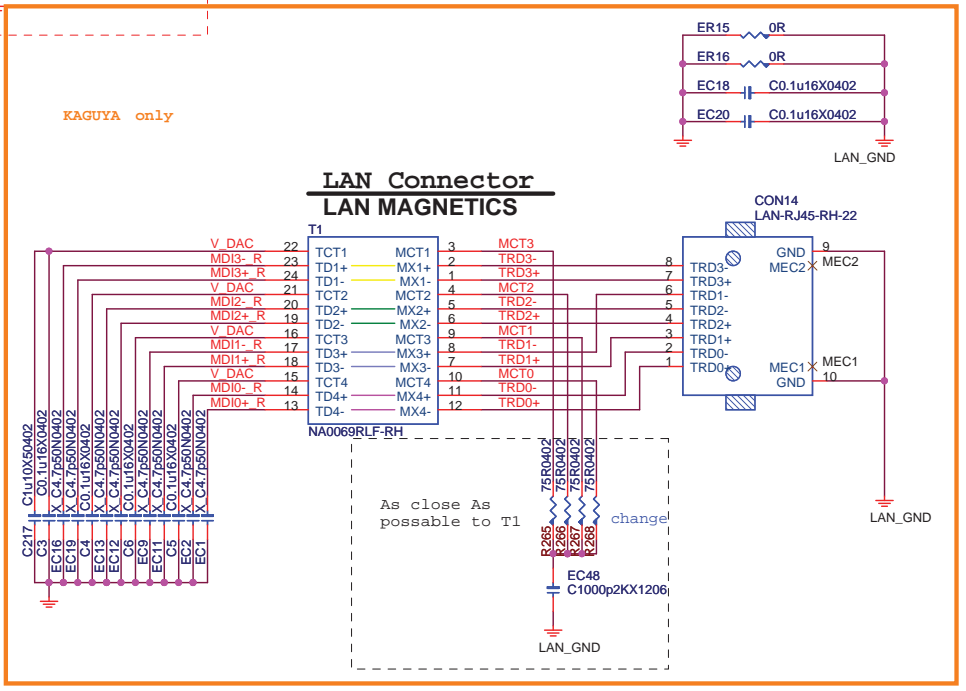 ER15 0R
ER16 0R
EC18 C0.1u16X0402
EC20 C0.1u16X0402
LAN_GND
KAGUYA only
LAN Connector
LAN MAGNETICS
T1
CON14
LAN-RJ45-RH-22
V_DAC 22 TCT1 MCT1 3 MCT3
MDI3-_R 23 TD1+ MX1+ 2 TRD3-
MDI3+_R 24 TD1- MX1- 1 TRD3+
V_DAC 21 TCT2 MCT2 4 MCT2
MDI2-_R 20 TD2+ MX2+ 5 TRD2-
MDI2+_R 19 TD2- MX2- 6 TRD2+
V_DAC 16 TCT3 MCT3 9 MCT1
MDI1-_R 17 TD3+ MX3+ 8 TRD1-
MDI1+_R 18 TD3- MX3- 7 TRD1+
V_DAC 15 TCT4 MCT4 10 MCT0
MDI0-_R 14 TD4+ MX4+ 11 TRD0-
MDI0+_R 13 TD4- MX4- 12 TRD0+
NA0069RLF-RH
8 TRD3-
7 TRD3+
6 TRD1-
5 TRD2-
4 TRD2+
3 TRD1+
2 TRD0-
1 TRD0+
GND 9
MEC2 MEC2
MEC1 MEC1
GND 10
LAN_GND
C217 C1u10X50402
C3 C0.1u16X0402
EC16 X_C4.7p50N0402
EC19 X_C4.7p50N0402
C4 C0.1u16X0402
EC13 X_C4.7p50N0402
EC12 X_C4.7p50N0402
C6 C0.1u16X0402
EC9 X_C4.7p50N0402
EC11 X_C4.7p50N0402
C5 C0.1u16X0402
EC2 X_C4.7p50N0402
EC1 X_C4.7p50N0402
As close As
possable to T1
R265 75R0402
R266 75R0402
R267 75R0402
R268 75R0402
change
EC48
C1000p2KX1206
LAN_GND